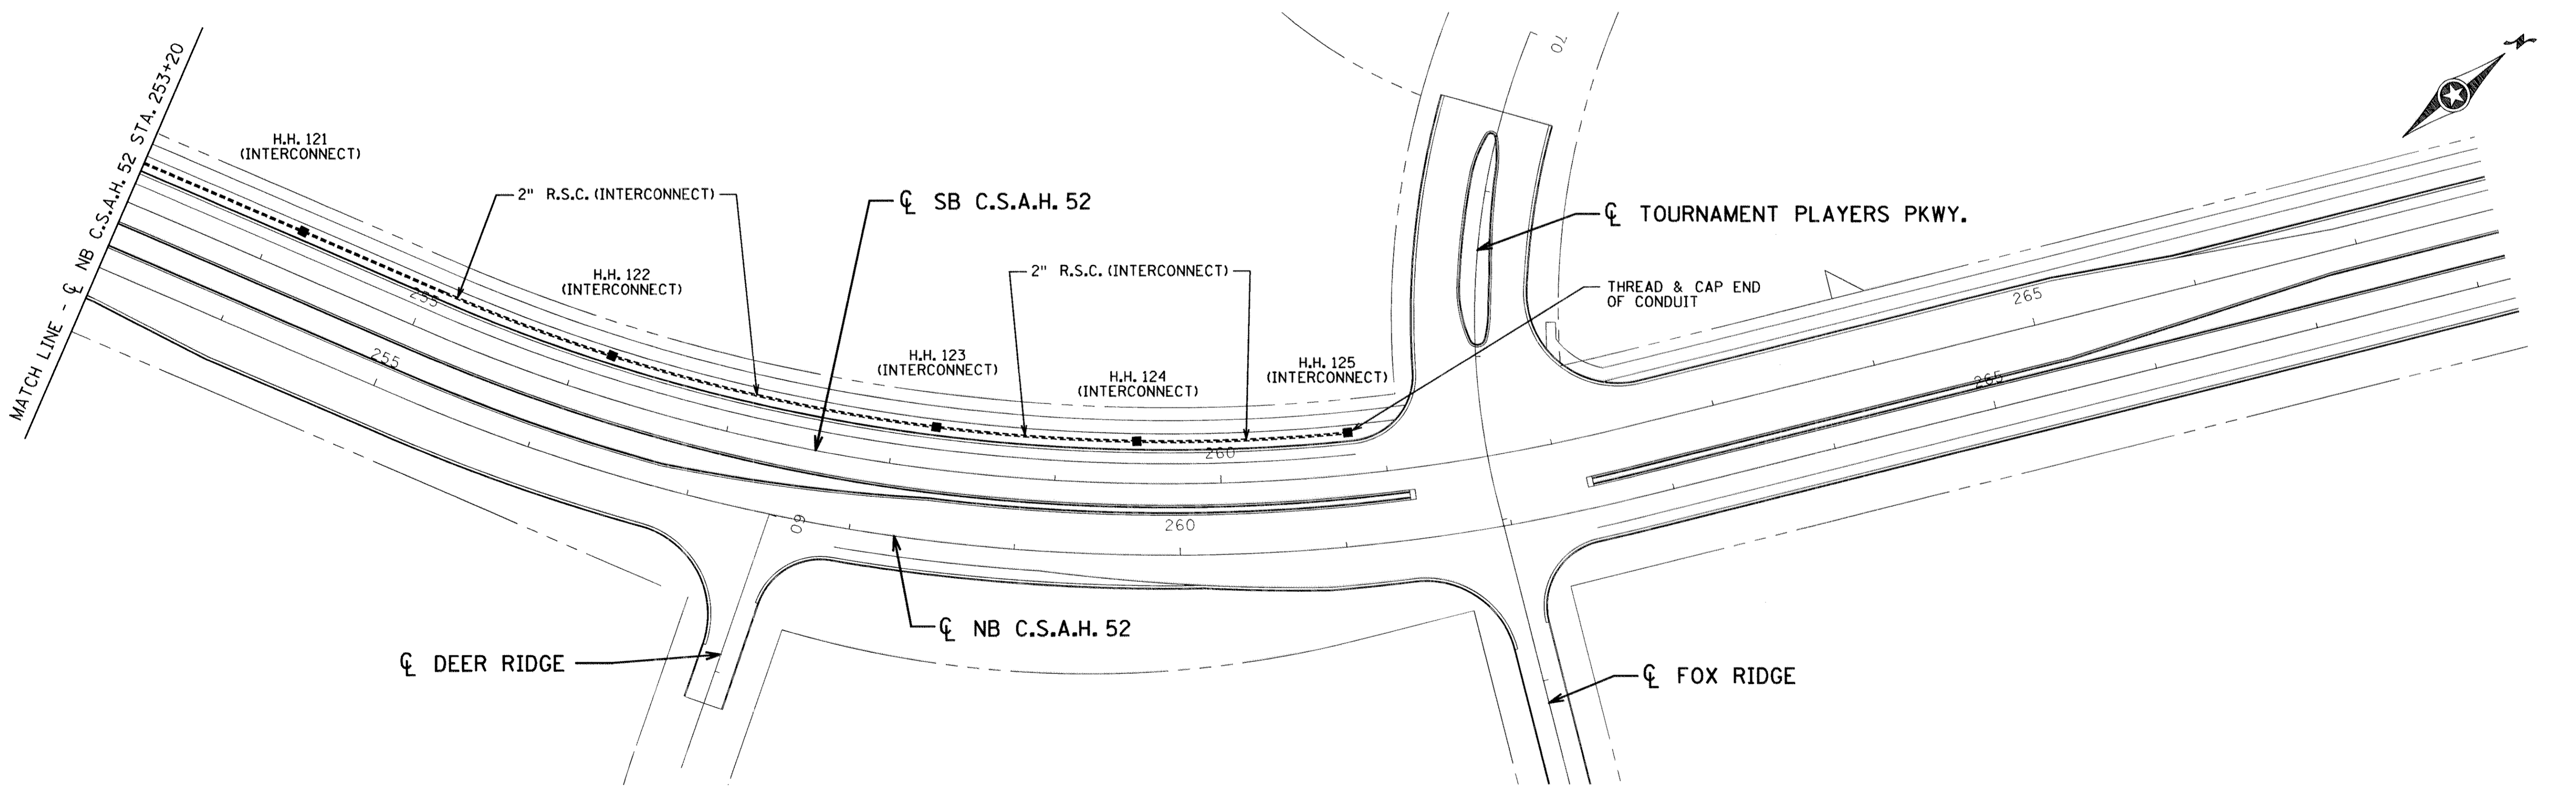 MATCH LINE - ℄ NB C.S.A.H. 52 STA. 253+20
H.H. 121
(INTERCONNECT)
2" R.S.C. (INTERCONNECT)
℄ SB C.S.A.H. 52
H.H. 122
(INTERCONNECT)
2" R.S.C. (INTERCONNECT)
H.H. 123
(INTERCONNECT)
H.H. 124
(INTERCONNECT)
H.H. 125
(INTERCONNECT)
70
N
℄ TOURNAMENT PLAYERS PKWY.
THREAD & CAP END
OF CONDUIT
255
255
260
260
265
265
60
℄ NB C.S.A.H. 52
℄ DEER RIDGE
℄ FOX RIDGE